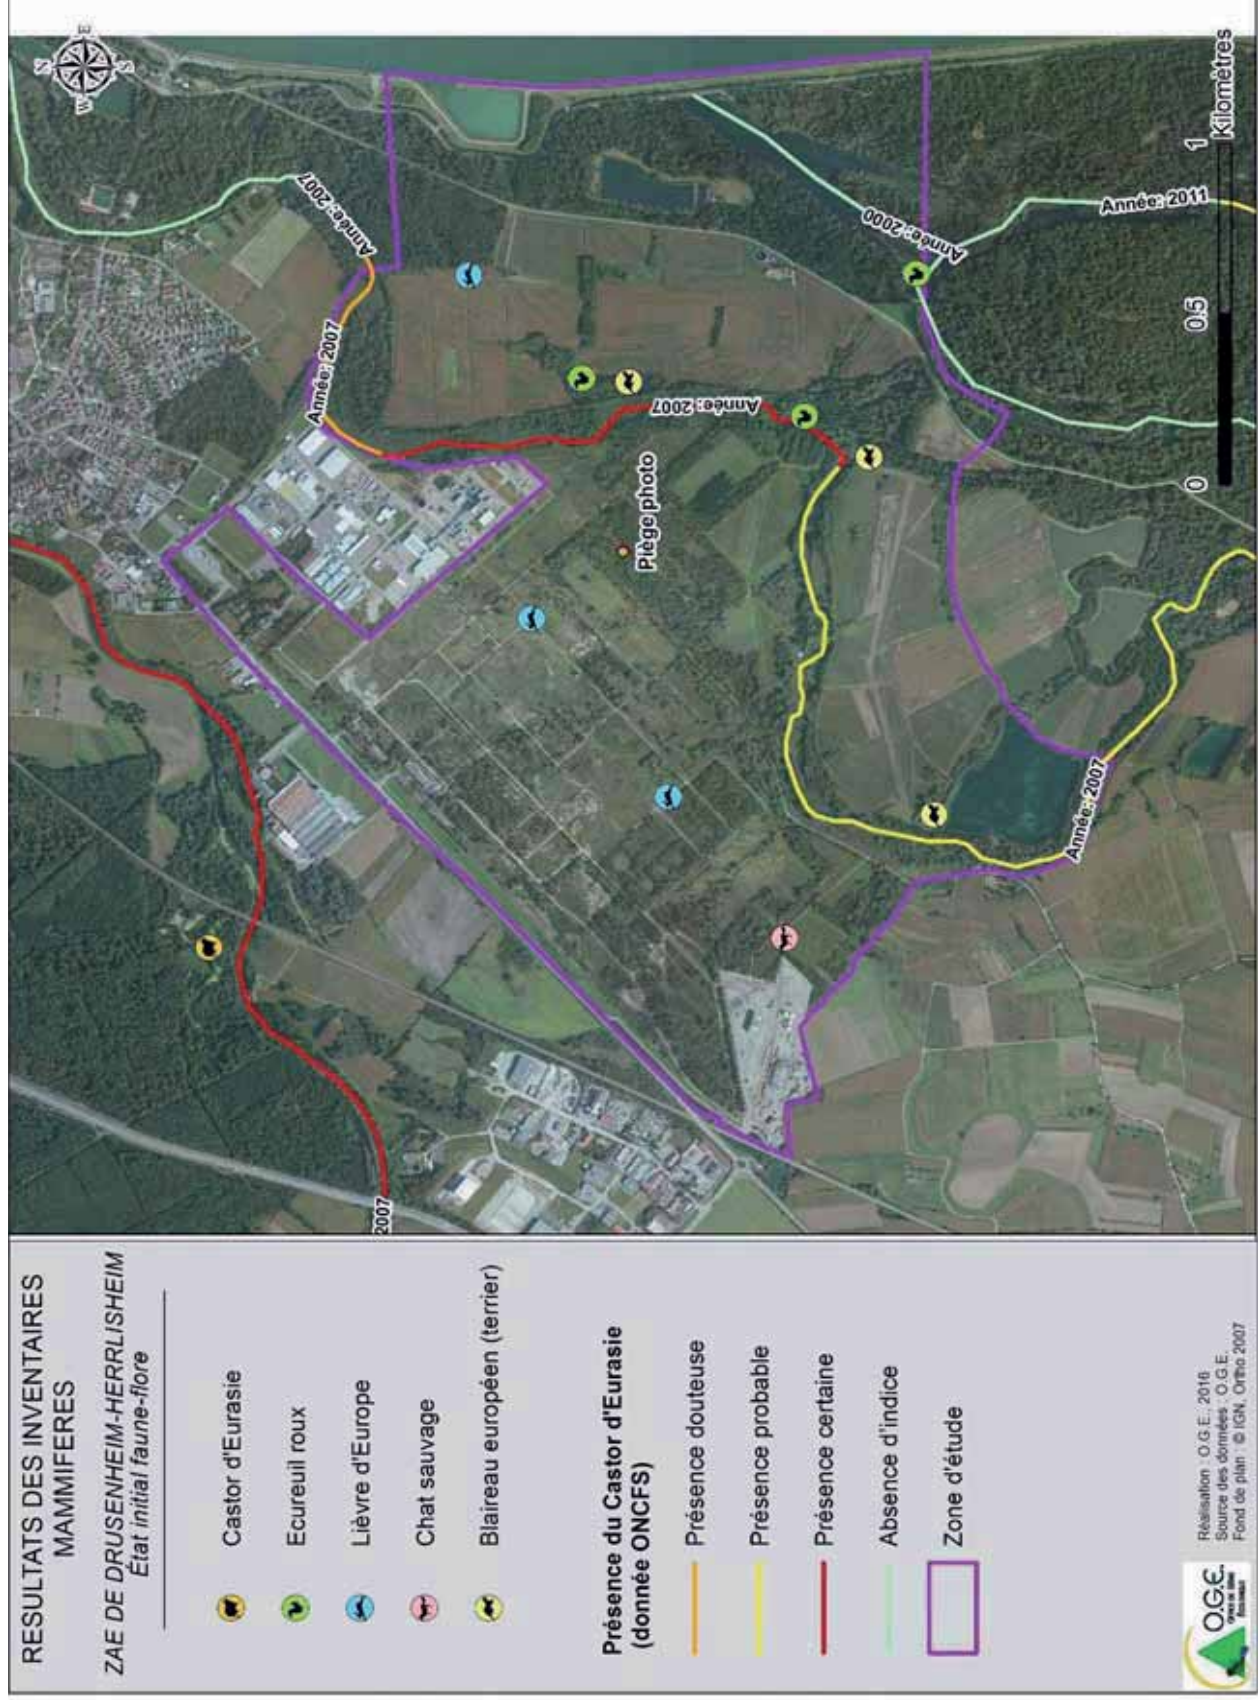 RESULTATS DES INVENTAIRES
MAMMIFERES
ZAE DE DRUSENHEIM-HERRLISHEIM
État initial faune-flore
Castor d'Eurasie
Ecureuil roux
Lièvre d'Europe
Chat sauvage
Blaireau européen (terrier)
Présence du Castor d'Eurasie
(donnée ONCFS)
Présence douteuse
Présence probable
Présence certaine
Absence d'indice
Zone d'étude
O.G.E.
Réalisation : O.G.E., 2016
Source des données : O.G.E.
Fond de plan : © IGN, Ortho 2007
N
E
S
W
2007
Année: 2007
Année: 2007
Année: 2007
Année: 2007
Année: 2000
Année: 2011
Piège photo
0
0.5
1
Kilomètres